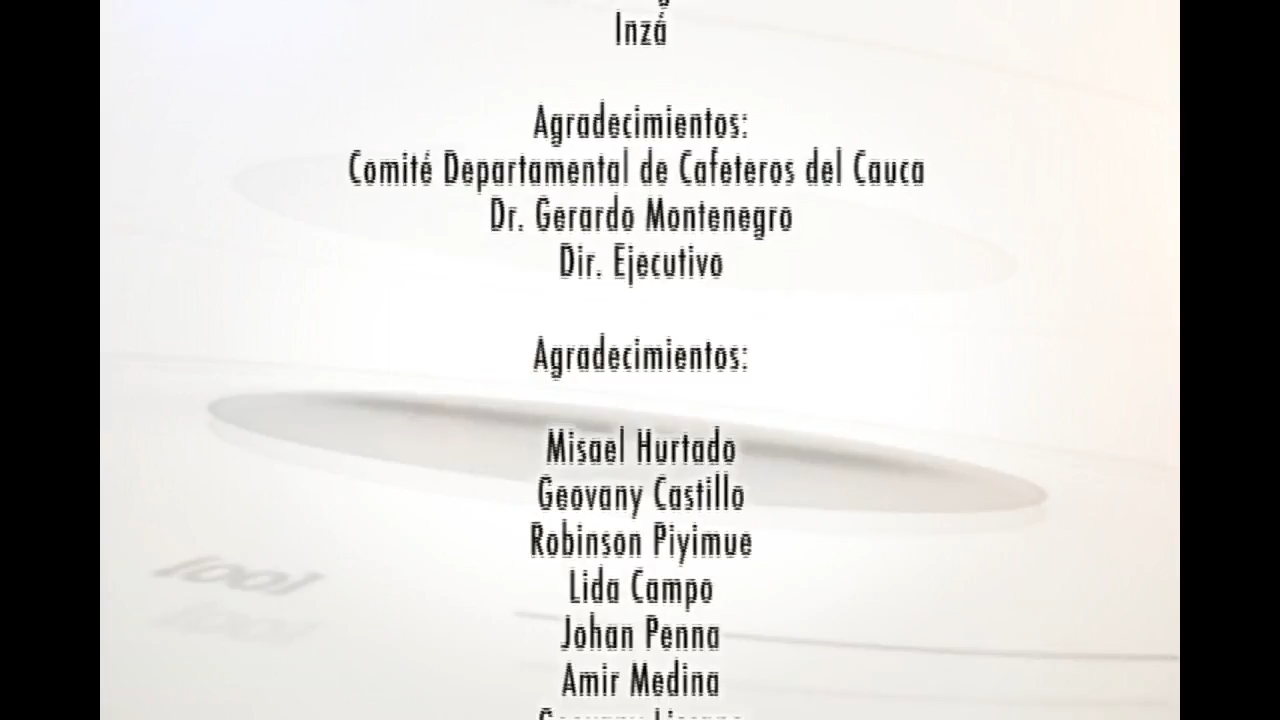 Inzá
Agradecimientos:
Comité Departamental de Cafeteros del Cauca
Dr. Gerardo Montenegro
Dir. Ejecutivo
Agradecimientos:
Misael Hurtado
Geovany Castillo
Robinson Piyimue
Lida Campo
Johan Penna
Amir Medina